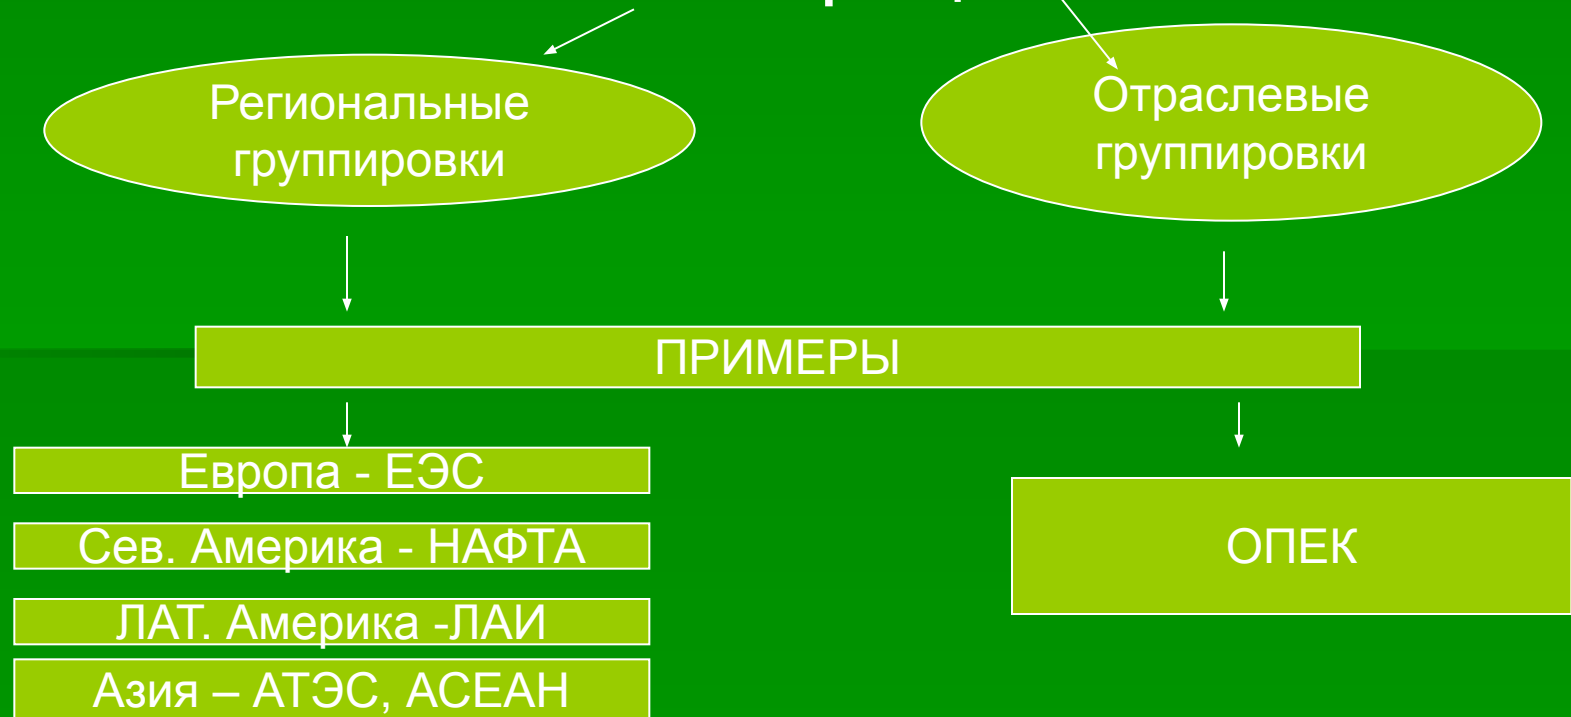 Региональные
группировки
Отраслевые
группировки
ПРИМЕРЫ
Европа - ЕЭС
Сев. Америка - НАФТА
ЛАТ. Америка -ЛАИ
Азия – АТЭС, АСЕАН
ОПЕК